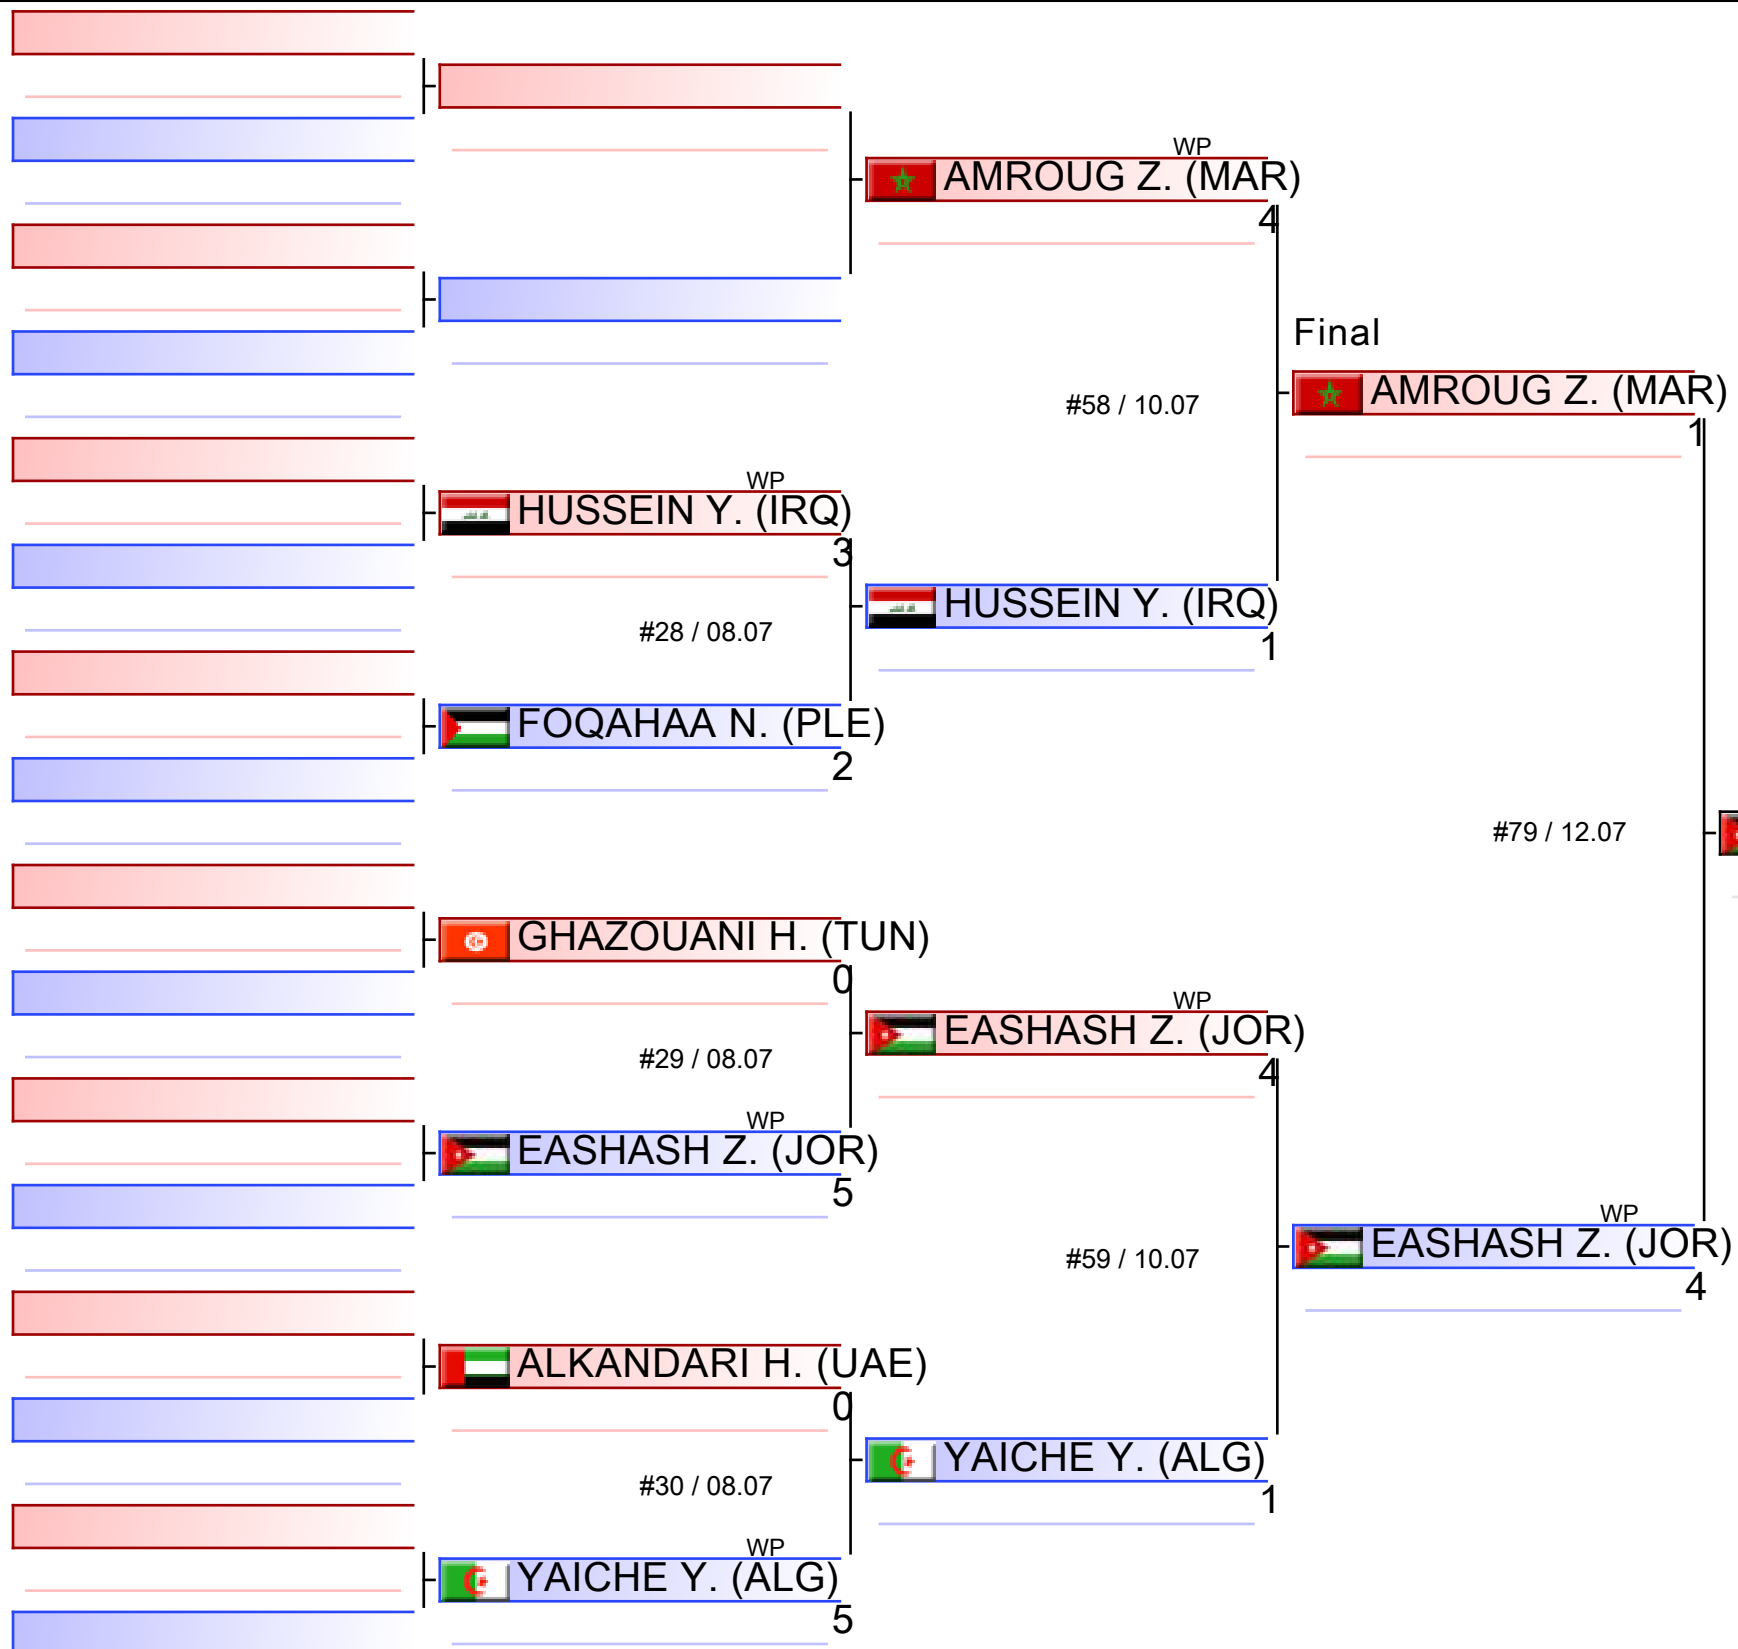 WP
AMROUG Z. (MAR)
4
Final
#58 / 10.07
AMROUG Z. (MAR)
1
WP
HUSSEIN Y. (IRQ)
3
HUSSEIN Y. (IRQ)
1
#28 / 08.07
FOQAHAA N. (PLE)
2
#79 / 12.07
GHAZOUANI H. (TUN)
0
WP
EASHASH Z. (JOR)
4
#29 / 08.07
WP
EASHASH Z. (JOR)
5
WP
EASHASH Z. (JOR)
4
#59 / 10.07
ALKANDARI H. (UAE)
0
YAICHE Y. (ALG)
1
#30 / 08.07
WP
YAICHE Y. (ALG)
5